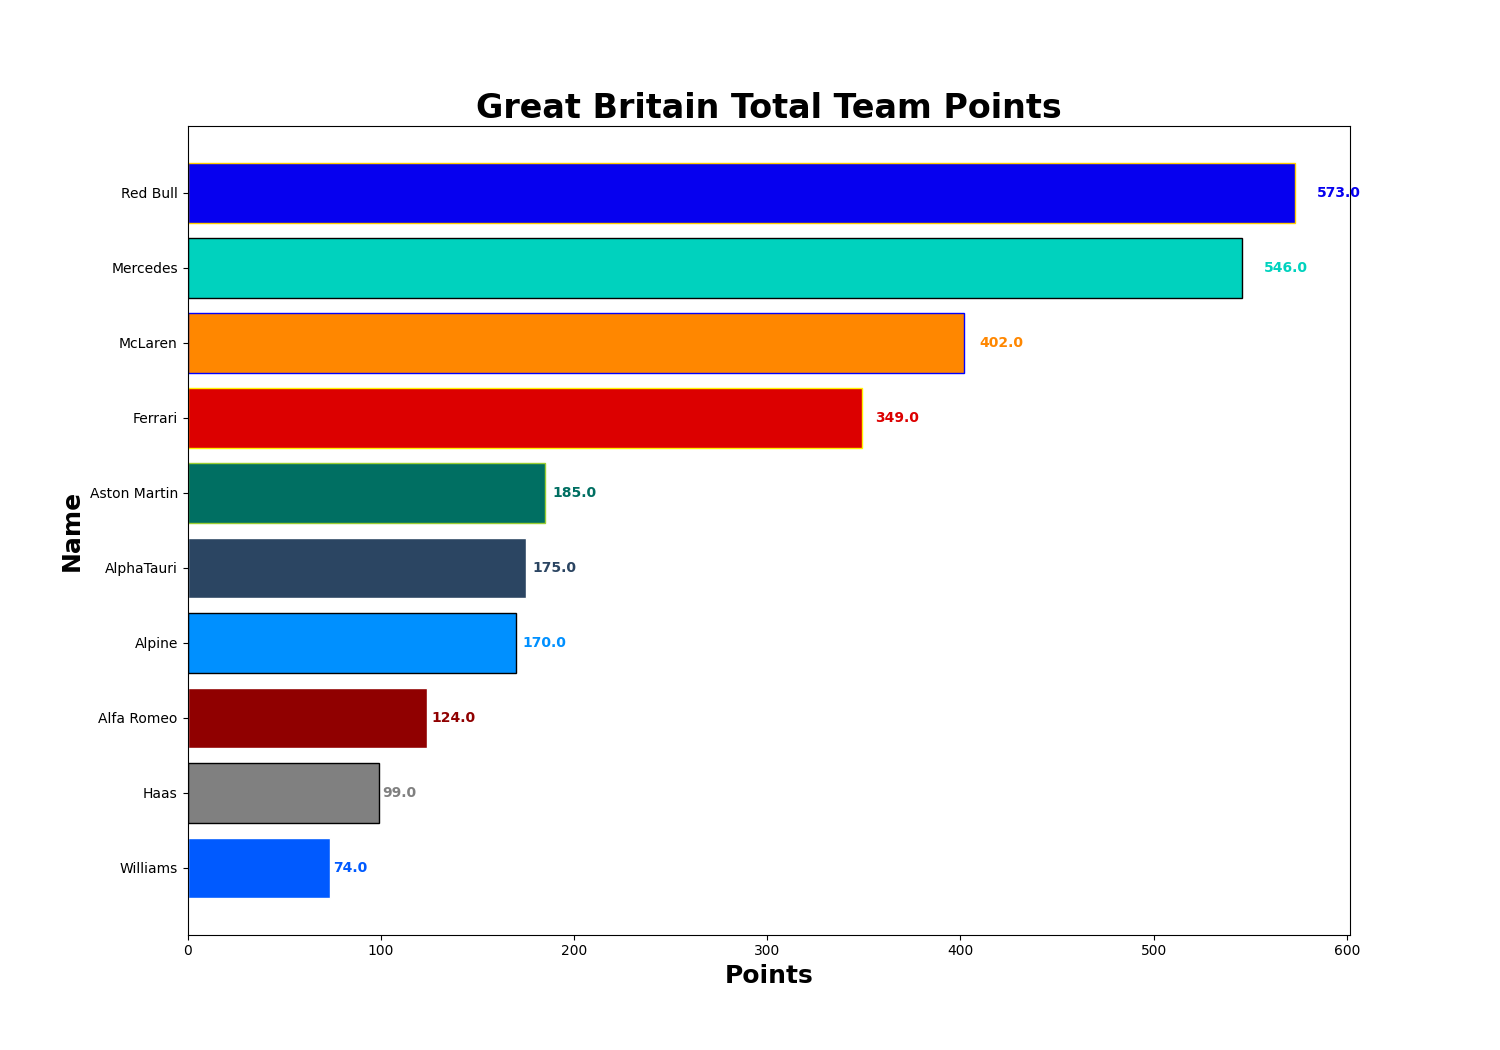 Great Britain Total Team Points
Red Bull 573.0
Mercedes 546.0
McLaren 402.0
Ferrari 349.0
Aston Martin 185.0
Name
AlphaTauri 175.0
Alpine 170.0
Alfa Romeo 124.0
Haas 99.0
Williams 74.0
0 100 200 300 400 500 600
Points